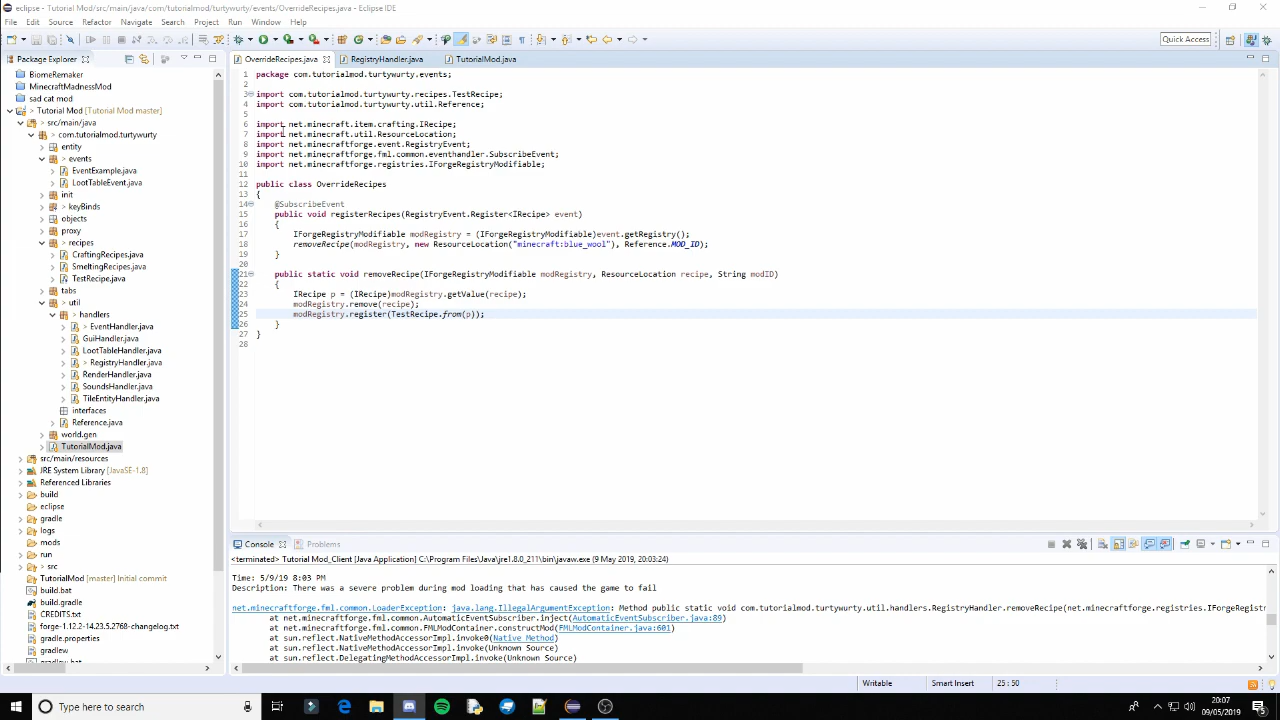 eclipse - Tutorial Mod/src/main/java/com/tutorialmod/turtywurty/events/OverrideRecipes.java - Eclipse IDE
File Edit Source Refactor Navigate Search Project Run Window Help
Quick Access
Package Explorer
BiomeRemaker
MinecraftMadnessMod
sad cat mod
> Tutorial Mod [Tutorial Mod master]
> src/main/java
> com.tutorialmod.turtywurty
entity
> events
EventExample.java
LootTableEvent.java
init
> keyBinds
objects
proxy
> recipes
CraftingRecipes.java
SmeltingRecipes.java
TestRecipe.java
tabs
> util
> handlers
> EventHandler.java
GuiHandler.java
LootTableHandler.java
> RegistryHandler.java
RenderHandler.java
SoundsHandler.java
TileEntityHandler.java
interfaces
Reference.java
world.gen
TutorialMod.java
src/main/resources
JRE System Library [JavaSE-1.8]
Referenced Libraries
build
eclipse
gradle
logs
mods
run
> src
TutorialMod [master] Initial commit
build.bat
build.gradle
CREDITS.txt
forge-1.12.2-14.23.5.2768-changelog.txt
gradle.properties
gradlew
gradlew.bat
OverrideRecipes.java RegistryHandler.java TutorialMod.java
1 package com.tutorialmod.turtywurty.events;
2
3 import com.tutorialmod.turtywurty.recipes.TestRecipe;
4 import com.tutorialmod.turtywurty.util.Reference;
5
6 import net.minecraft.item.crafting.IRecipe;
7 import net.minecraft.util.ResourceLocation;
8 import net.minecraftforge.event.RegistryEvent;
9 import net.minecraftforge.fml.common.eventhandler.SubscribeEvent;
10 import net.minecraftforge.registries.IForgeRegistryModifiable;
11
12 public class OverrideRecipes
13 {
14 @SubscribeEvent
15 public void registerRecipes(RegistryEvent.Register<IRecipe> event)
16 {
17 IForgeRegistryModifiable modRegistry = (IForgeRegistryModifiable)event.getRegistry();
18 removeRecipe(modRegistry, new ResourceLocation("minecraft:blue_wool"), Reference.MOD_ID);
19 }
20
21 public static void removeRecipe(IForgeRegistryModifiable modRegistry, ResourceLocation recipe, String modID)
22 {
23 IRecipe p = (IRecipe)modRegistry.getValue(recipe);
24 modRegistry.remove(recipe);
25 modRegistry.register(TestRecipe.from(p));
26 }
27 }
28
Console Problems
<terminated> Tutorial Mod_Client [Java Application] C:\Program Files\Java\jre1.8.0_211\bin\javaw.exe (9 May 2019, 20:03:24)
Time: 5/9/19 8:03 PM
Description: There was a severe problem during mod loading that has caused the game to fail
net.minecraftforge.fml.common.LoaderException: java.lang.IllegalArgumentException: Method public static void com.tutorialmod.turtywurty.util.handlers.RegistryHandler.removeRecipe(net.minecraftforge.registries.IForgeRegistr
at net.minecraftforge.fml.common.AutomaticEventSubscriber.inject(AutomaticEventSubscriber.java:89)
at net.minecraftforge.fml.common.FMLModContainer.constructMod(FMLModContainer.java:601)
at sun.reflect.NativeMethodAccessorImpl.invoke0(Native Method)
at sun.reflect.NativeMethodAccessorImpl.invoke(Unknown Source)
at sun.reflect.DelegatingMethodAccessorImpl.invoke(Unknown Source)
Writable Smart Insert 25 : 50
Type here to search
20:07
09/05/2019